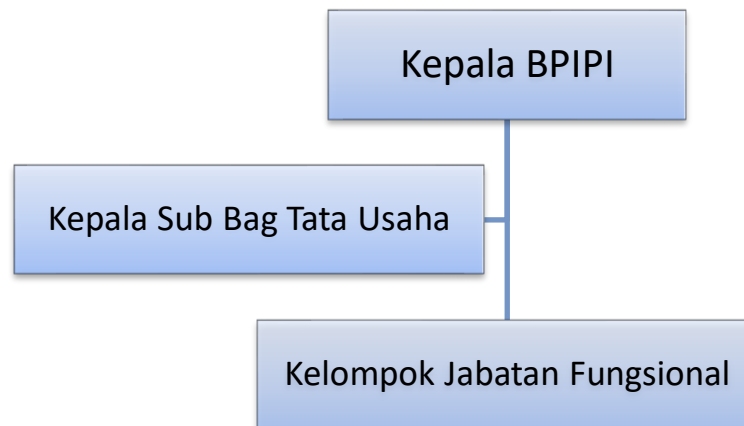 Kepala BPIPI
Kepala Sub Bag Tata Usaha
Kelompok Jabatan Fungsional